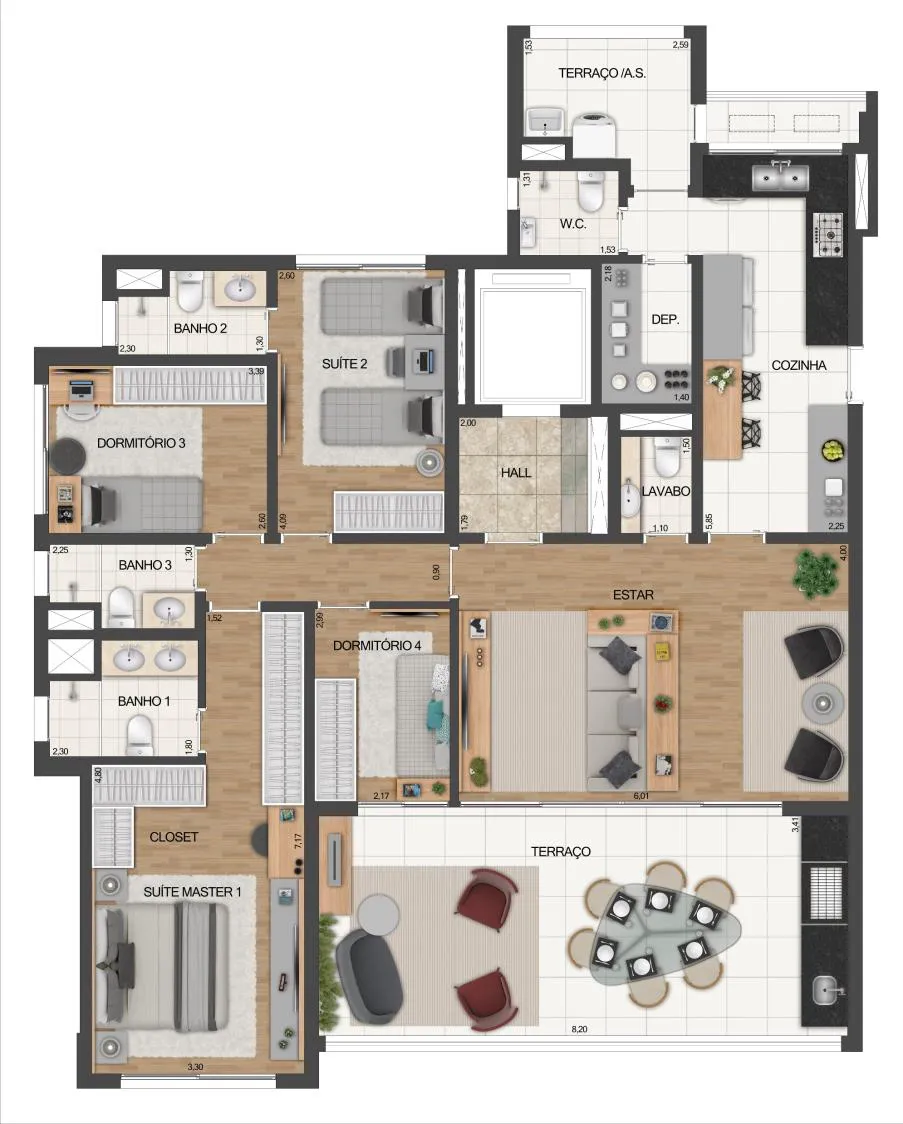 1,53
2,59
TERRAÇO /A.S.
1,31
W.C.
1,53
2,60
2,18
DEP.
1,40
BANHO 2
2,30
1,30
SUÍTE 2
COZINHA
3,39
DORMITÓRIO 3
2,60
4,09
2,00
HALL
1,79
1,50
LAVABO
1,10
5,85
2,25
2,25
BANHO 3
1,30
0,90
4,00
ESTAR
1,52
2,99
DORMITÓRIO 4
BANHO 1
2,30
1,80
4,80
2,17
6,01
CLOSET
7,17
SUÍTE MASTER 1
3,30
TERRAÇO
3,41
8,20